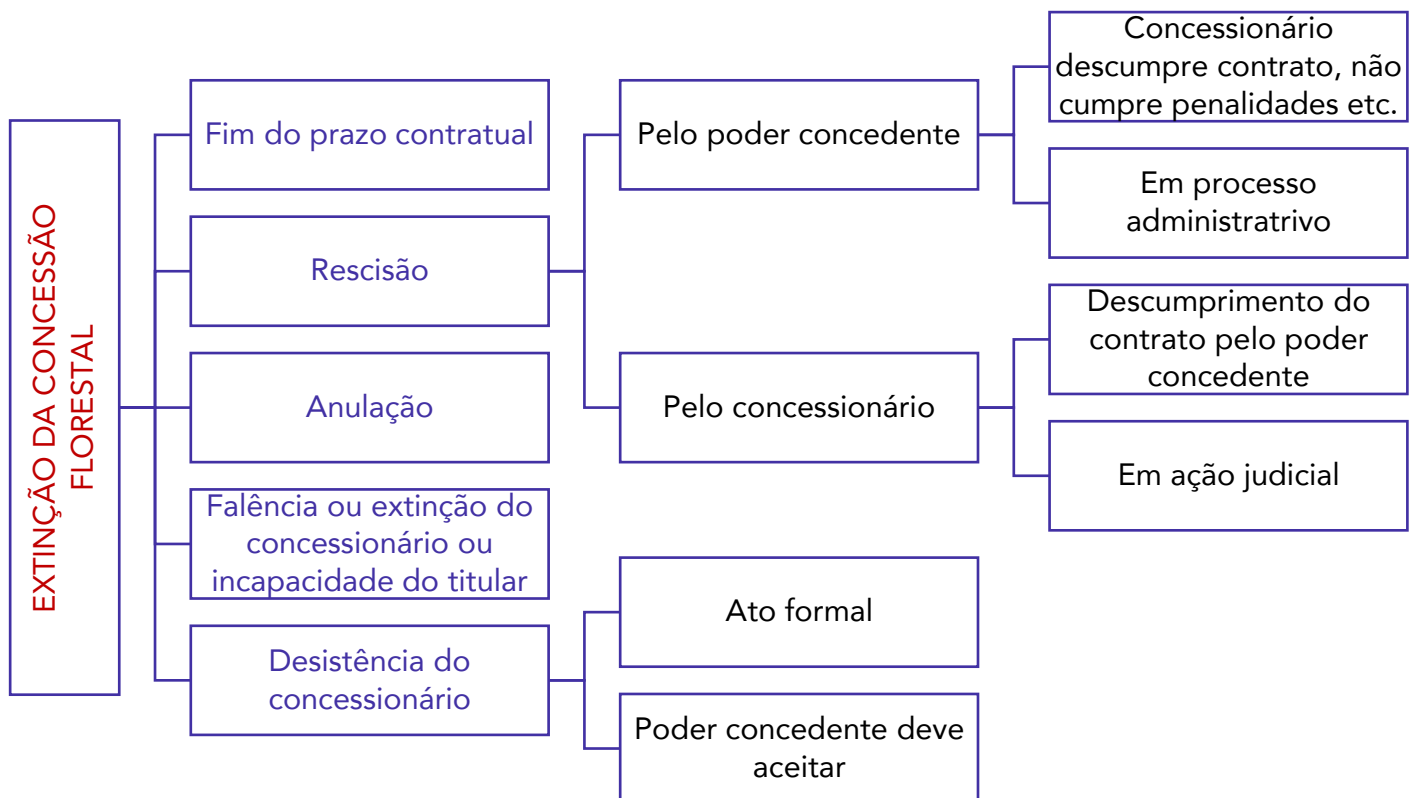 EXTINÇÃO DA CONCESSÃO
FLORESTAL
Fim do prazo contratual
Rescisão
Anulação
Falência ou extinção do
concessionário ou
incapacidade do titular
Desistência do
concessionário
Pelo poder concedente
Pelo concessionário
Ato formal
Poder concedente deve
aceitar
Concessionário
descumpre contrato, não
cumpre penalidades etc.
Em processo
administratrivo
Descumprimento do
contrato pelo poder
concedente
Em ação judicial